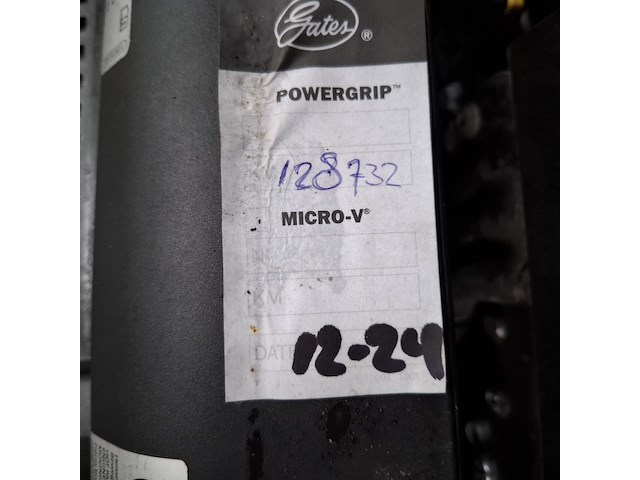 Gates ®
POWERGRIP™
128732
MICRO-V®
KM
DATE 12-24